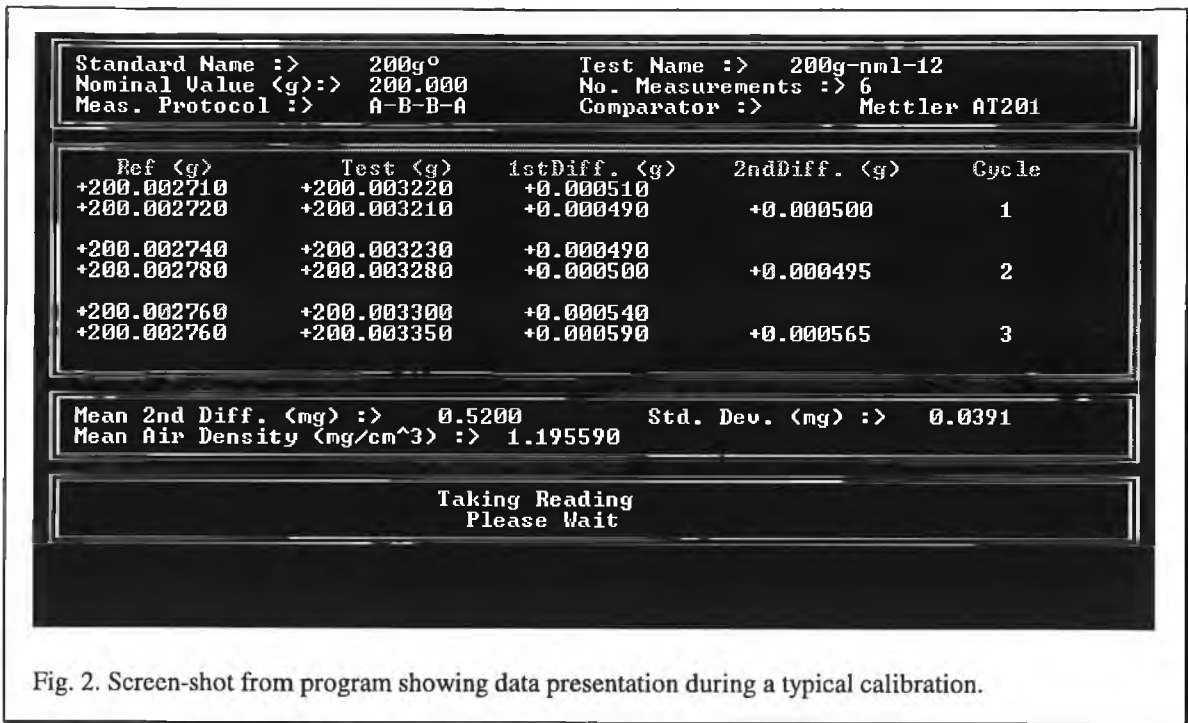 Standard Name :> 200gº Test Name :> 200g-nml-12
Nominal Value (g):> 200.000 No. Measurements :> 6
Meas. Protocol :> A-B-B-A Comparator :> Mettler AT201
Ref (g) Test (g) 1stDiff. (g) 2ndDiff. (g) Cycle
+200.002710 +200.003220 +0.000510
+200.002720 +200.003210 +0.000490 +0.000500 1
+200.002740 +200.003230 +0.000490
+200.002780 +200.003280 +0.000500 +0.000495 2
+200.002760 +200.003300 +0.000540
+200.002760 +200.003350 +0.000590 +0.000565 3
Mean 2nd Diff. (mg) :> 0.5200 Std. Dev. (mg) :> 0.0391
Mean Air Density (mg/cm^3) :> 1.195590
Taking Reading
Please Wait
Fig. 2. Screen-shot from program showing data presentation during a typical calibration.